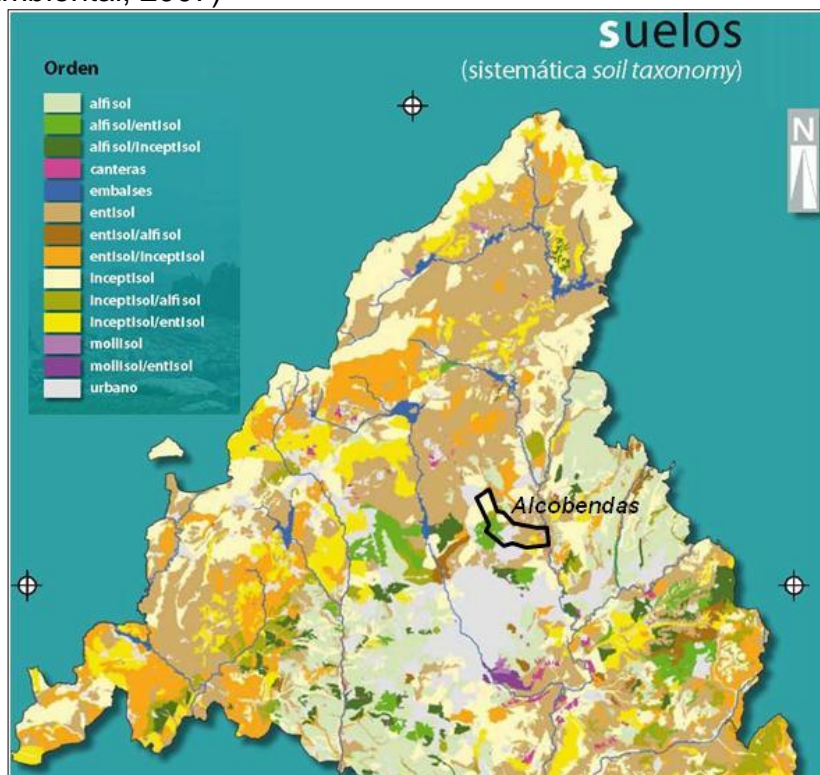 suelos
(sistemática soil taxonomy)
Orden
alfisol
alfisol/entisol
alfisol/inceptisol
canteras
embalses
entisol
entisol/alfisol
entisol/inceptisol
inceptisol
inceptisol/alfisol
inceptisol/entisol
mollisol
mollisol/entisol
urbano
N
Alcobendas